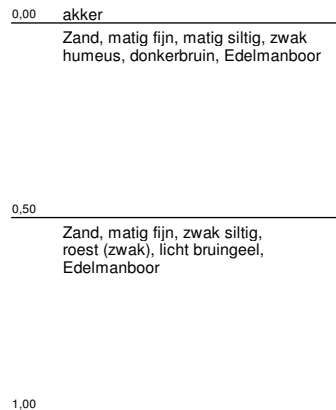 0,00 akker
Zand, matig fijn, matig siltig, zwak
humeus, donkerbruin, Edelmanboor
0,50
Zand, matig fijn, zwak siltig,
roest (zwak), licht bruingeel,
Edelmanboor
1,00